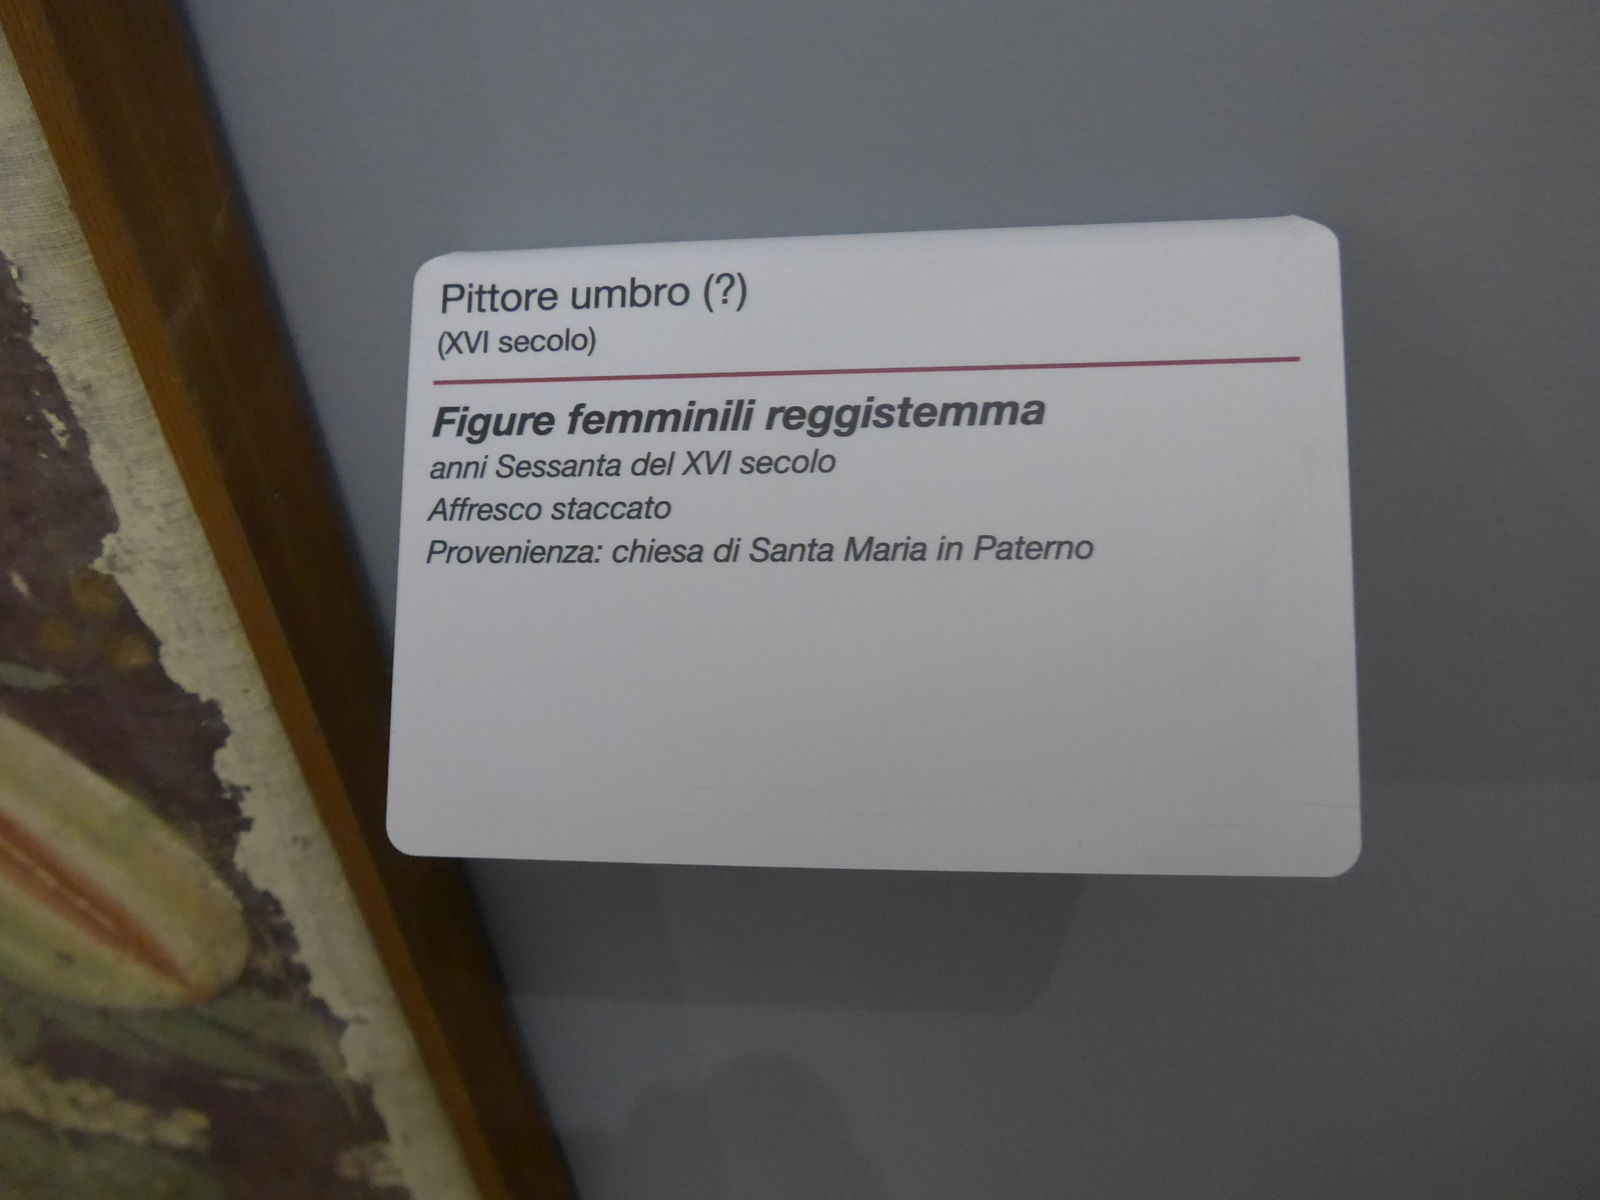 Pittore umbro (?)
(XVI secolo)
Figure femminili reggistemma
anni Sessanta del XVI secolo
Affresco staccato
Provenienza: chiesa di Santa Maria in Paterno